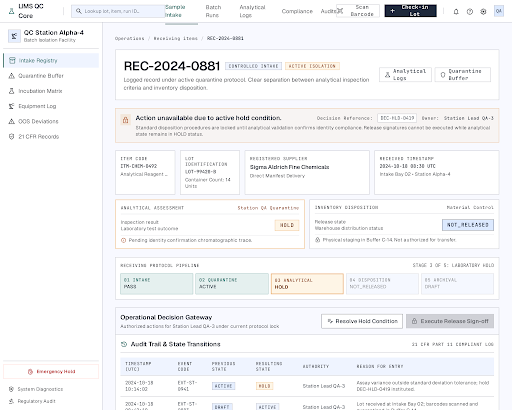 LIMS QC
Core
Lookup lot, item, run ID...
Sample
Intake
Batch
Runs
Analytical
Logs
Compliance
Scan
Barcode
Check-in
Lot
QA
QC Station Alpha-4
Batch Isolation Facility
Intake Registry
Quarantine Buffer
Incubation Matrix
Equipment Log
OOS Deviations
21 CFR Records
Emergency Hold
System Diagnostics
Regulatory Audit
Operations / Receiving Items / REC-2024-0881
REC-2024-0881
CONTROLLED INTAKE
ACTIVE ISOLATION
Logged record under active quarantine protocol. Clear separation between analytical inspection
criteria and inventory disposition.
Analytical
Logs
Quarantine
Buffer
Action unavailable due to active hold condition.
Decision Reference: DEC-HLD-0419 Owner: Station Lead QA-3
Standard disposition procedures are locked until analytical validation confirms identity compliance. Release signatures cannot be executed while analytical
state remains in HOLD status.
ITEM CODE
ITM-CHEM-8492
Analytical Reagent ...
LOT
IDENTIFICATION
LOT-99420-B
Container Count: 14
Units
REGISTERED SUPPLIER
Sigma Aldrich Fine Chemicals
Direct Manifest Delivery
RECEIVED TIMESTAMP
2024-10-18 08:30 UTC
Intake Bay 02 • Station Alpha-4
ANALYTICAL ASSESSMENT
Station QA Quarantine
Inspection result
Laboratory test outcome
HOLD
Pending identity confirmation chromatographic trace.
INVENTORY DISPOSITION
Material Control
Release state
Warehouse distribution status
NOT_RELEASED
Physical staging in Buffer C-14. Not authorized for transfer.
RECEIVING PROTOCOL PIPELINE
STAGE 3 OF 5: LABORATORY HOLD
01 INTAKE
PASS
02 QUARANTINE
ACTIVE
03 ANALYTICAL
HOLD
04 DISPOSITION
NOT_RELEASED
05 ARCHIVAL
DRAFT
Operational Decision Gateway
Authorized actions for Station Lead QA-3 under current protocol lock
Resolve Hold Condition
Execute Release Sign-off
Audit Trail & State Transitions
21 CFR PART 11 COMPLIANT LOG
TIMESTAMP
(UTC)
EVENT
CODE
PREVIOUS
STATE
RESULTING
STATE
AUTHORITY
REASON FOR ENTRY
2024-10-18
10:14:02
EVT-ST-
0941
ACTIVE
HOLD
Station Lead QA-3
Assay variance outside standard deviation tolerance; hold
DEC-HLD-0419 instituted.
2024-10-18
EVT-ST-
DRAFT
ACTIVE
Lot received at Intake Bay 02; barcodes scanned and